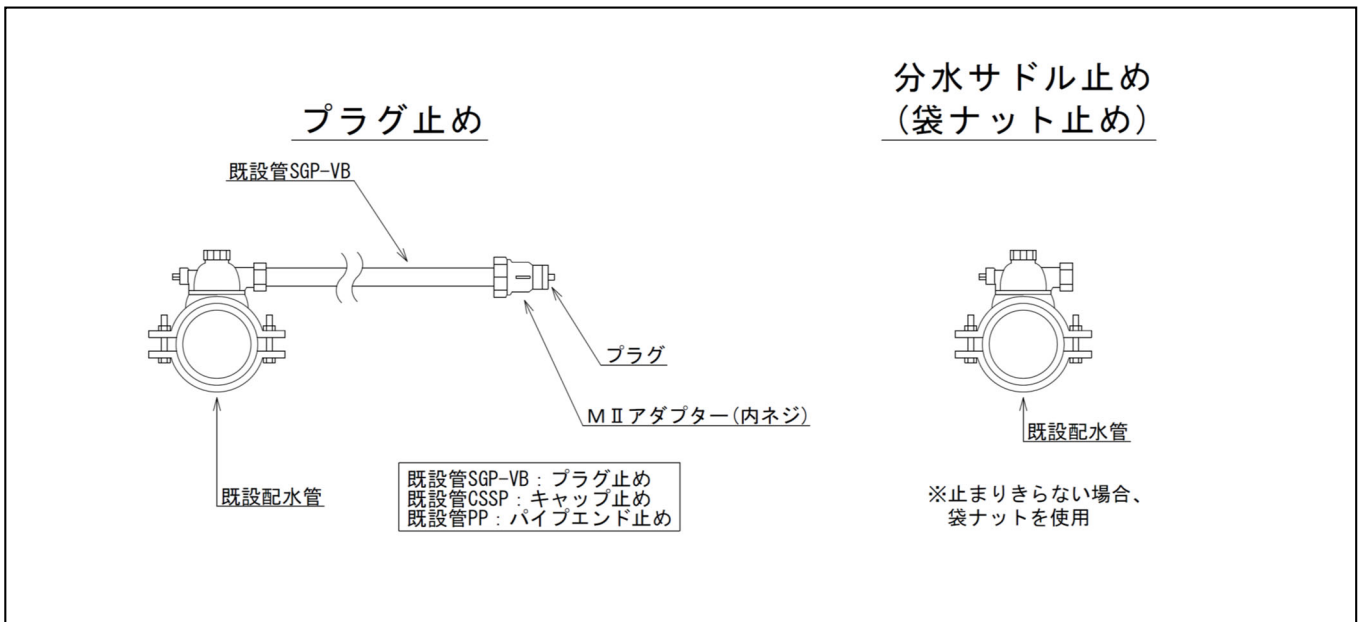 プラグ止め
既設管SGP-VB
プラグ
MⅡアダプター(内ネジ)
既設配水管
既設管SGP-VB：プラグ止め
既設管CSSP：キャップ止め
既設管PP：パイプエンド止め
分水サドル止め
(袋ナット止め)
既設配水管
※止まりきらない場合、
袋ナットを使用